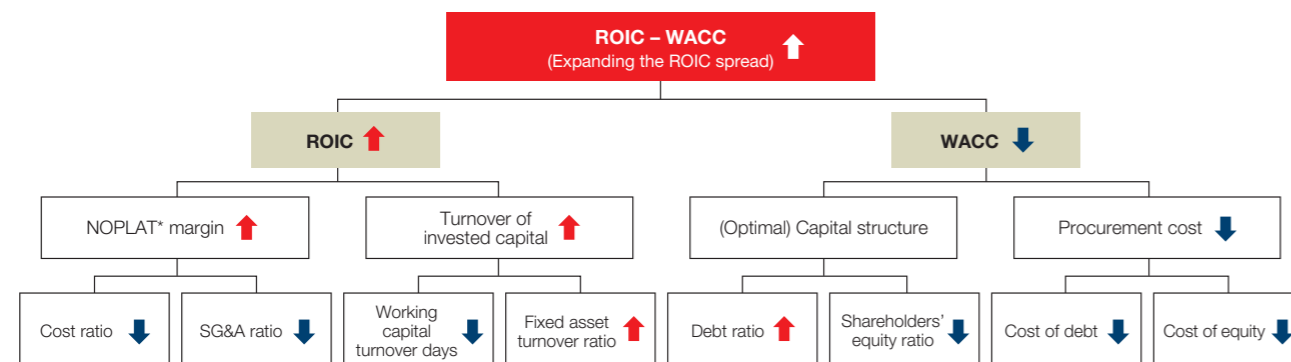 ROIC – WACC
(Expanding the ROIC spread)
ROIC
WACC
NOPLAT* margin
Turnover of
invested capital
(Optimal) Capital structure
Procurement cost
Cost ratio
SG&A ratio
Working
capital
turnover days
Fixed asset
turnover ratio
Debt ratio
Shareholders'
equity ratio
Cost of debt
Cost of equity